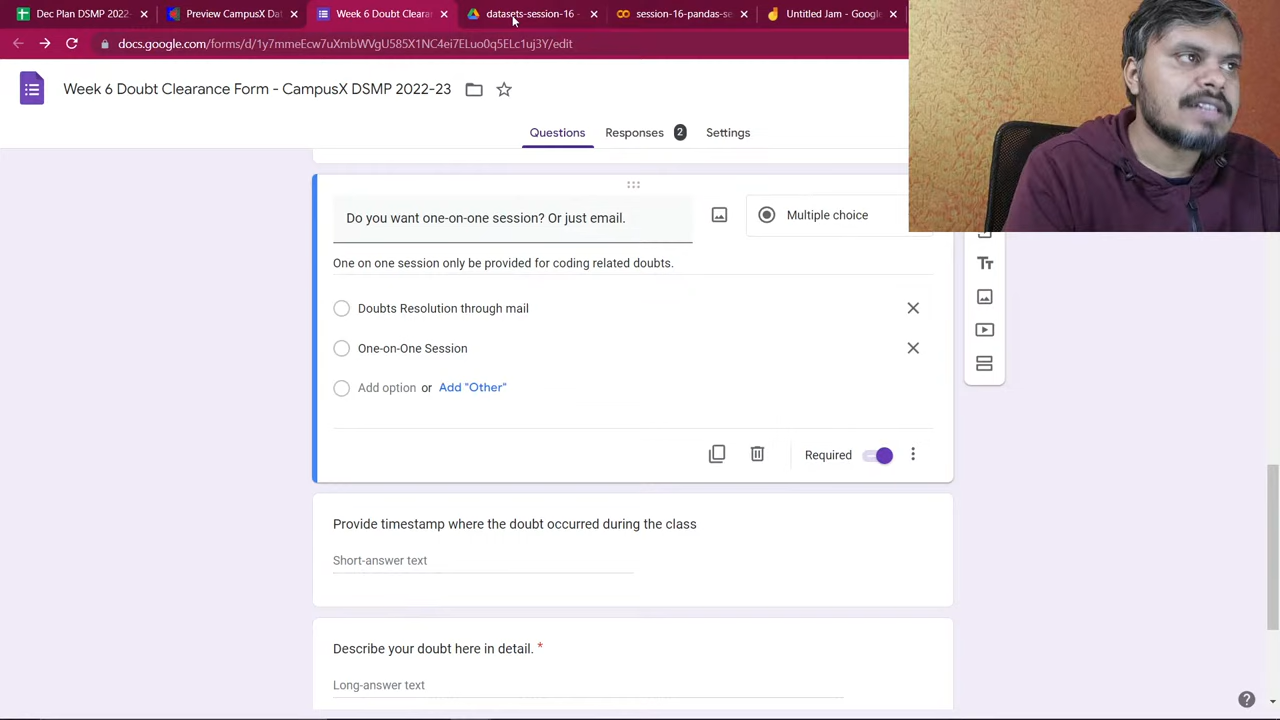 Dec Plan DSMP 2022-
Preview CampusX Dat
Week 6 Doubt Clearan
datasets-session-16 -
session-16-pandas-se
Untitled Jam - Google
docs.google.com/forms/d/1y7mmeEcw7uXmbWVgU585X1NC4ei7ELuo0q5ELc1uj3Y/edit
Week 6 Doubt Clearance Form - CampusX DSMP 2022-23
Questions
Responses 2
Settings
Do you want one-on-one session? Or just email.
Multiple choice
One on one session only be provided for coding related doubts.
Tт
Doubts Resolution through mail
One-on-One Session
Add option or Add "Other"
Required
Provide timestamp where the doubt occurred during the class
Short-answer text
Describe your doubt here in detail. *
Long-answer text